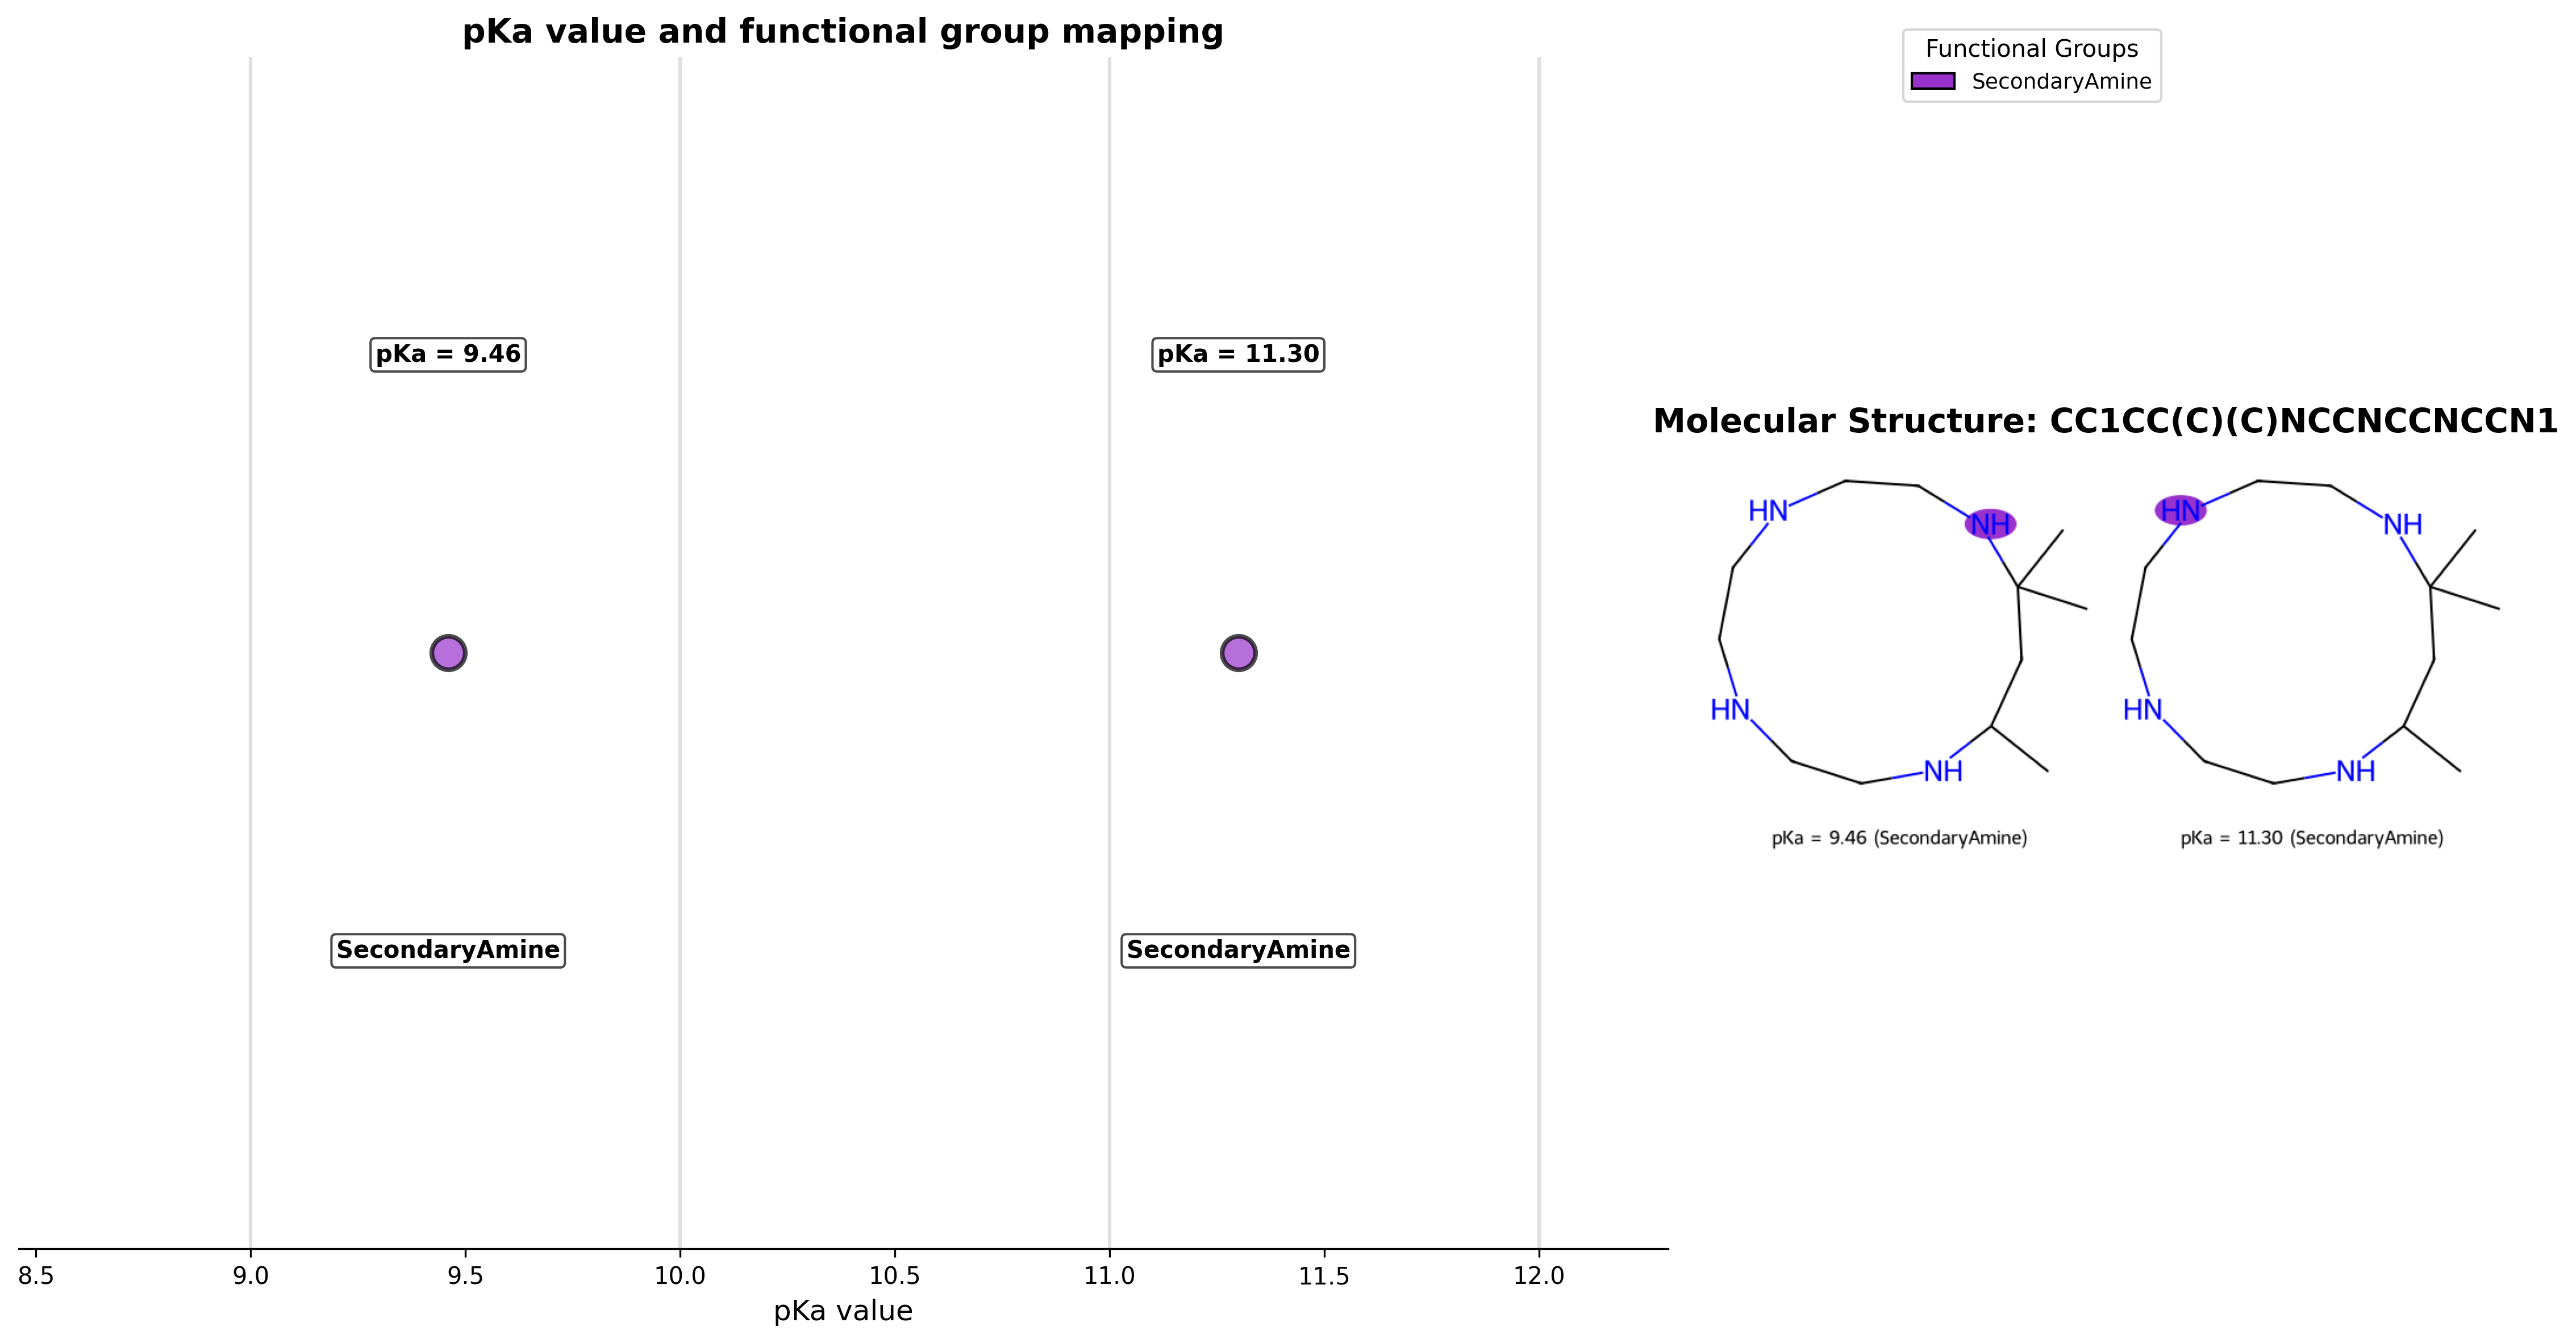 pKa value and functional group mapping
pKa = 9.46
pKa = 11.30
SecondaryAmine
SecondaryAmine
8.5
9.0
9.5
10.0
10.5
11.0
11.5
12.0
pKa value
Functional Groups
SecondaryAmine
Molecular Structure: CC1CC(C)(C)NCCNCCNCCN1
HN
NH
HN
NH
pKa = 9.46 (SecondaryAmine)
HN
NH
HN
NH
pKa = 11.30 (SecondaryAmine)